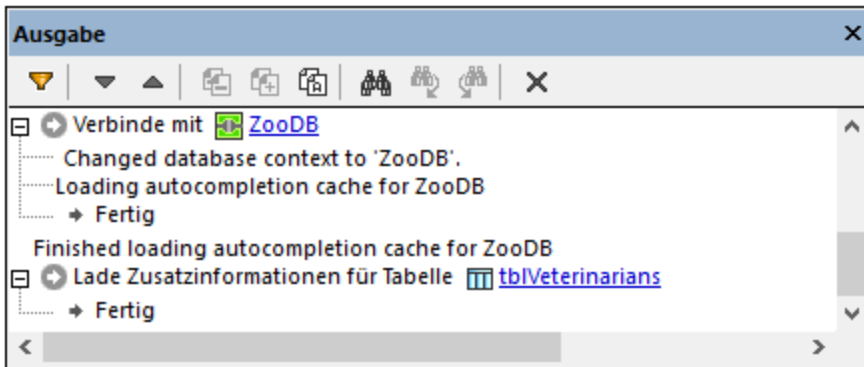 Ausgabe
Verbinde mit ZooDB
Changed database context to 'ZooDB'.
Loading autocompletion cache for ZooDB
Fertig
Finished loading autocompletion cache for ZooDB
Lade Zusatzinformationen für Tabelle tblVeterinarians
Fertig